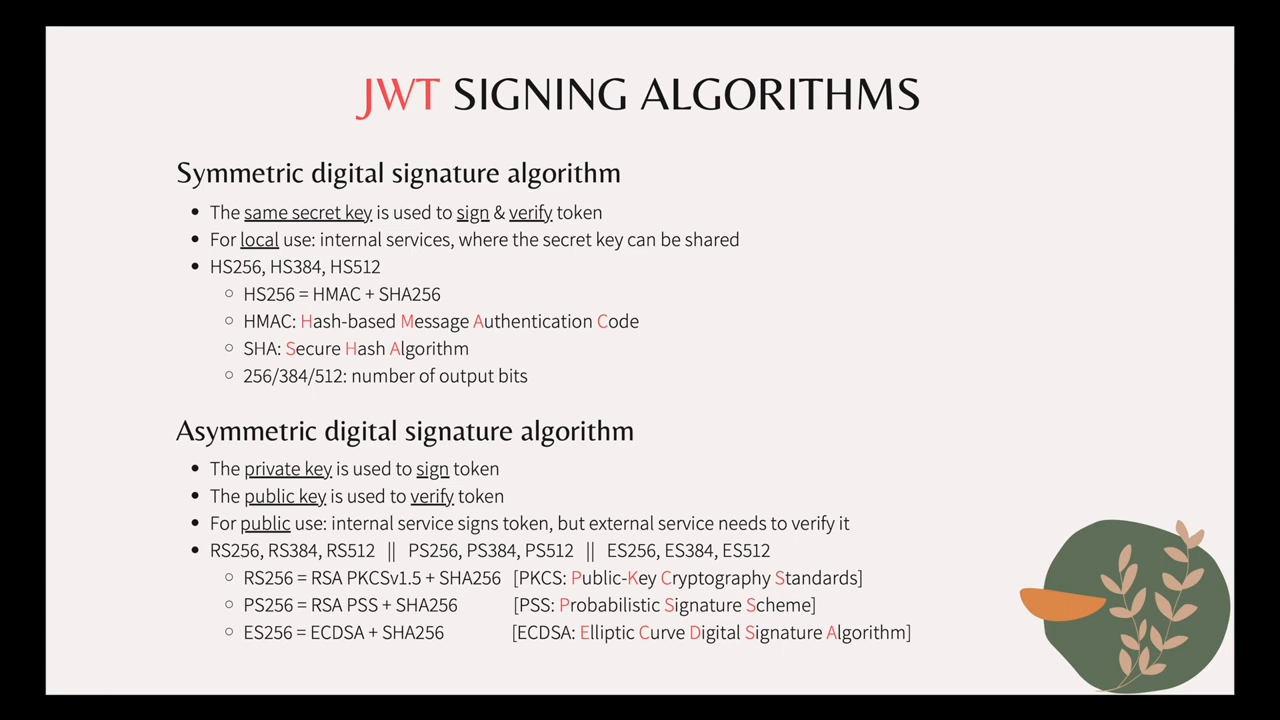 JWT SIGNING ALGORITHMS
Symmetric digital signature algorithm
• The same secret key is used to sign & verify token
• For local use: internal services, where the secret key can be shared
• HS256, HS384, HS512
○ HS256 = HMAC + SHA256
○ HMAC: Hash-based Message Authentication Code
○ SHA: Secure Hash Algorithm
○ 256/384/512: number of output bits
Asymmetric digital signature algorithm
• The private key is used to sign token
• The public key is used to verify token
• For public use: internal service signs token, but external service needs to verify it
• RS256, RS384, RS512 || PS256, PS384, PS512 || ES256, ES384, ES512
○ RS256 = RSA PKCSv1.5 + SHA256 [PKCS: Public-Key Cryptography Standards]
○ PS256 = RSA PSS + SHA256 [PSS: Probabilistic Signature Scheme]
○ ES256 = ECDSA + SHA256 [ECDSA: Elliptic Curve Digital Signature Algorithm]